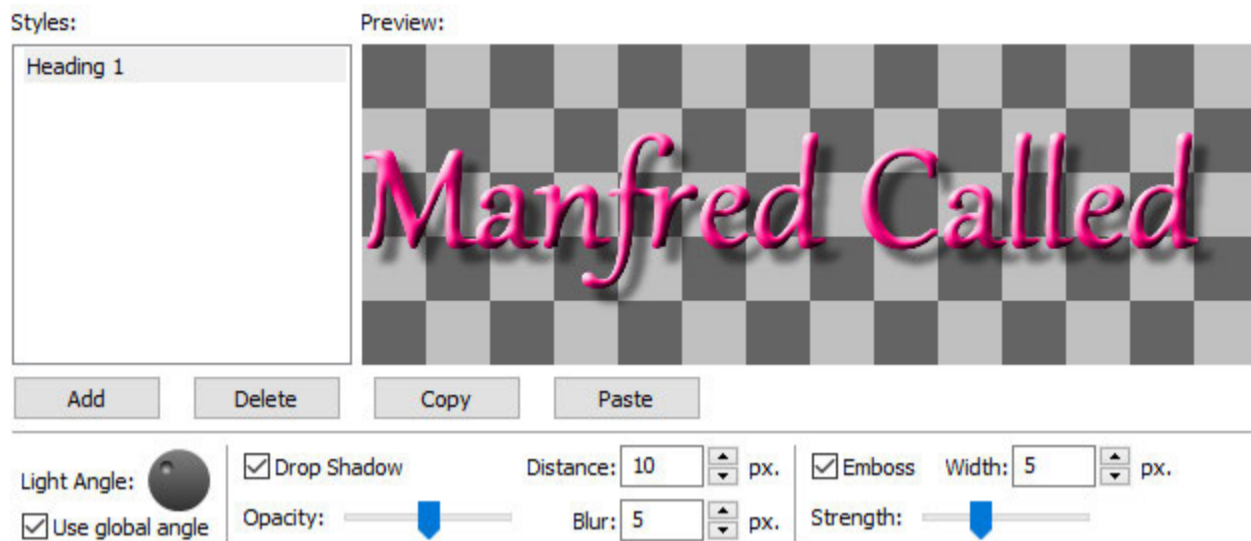 Styles: Preview:
Heading 1
Manfred Called
Add Delete Copy Paste
Light Angle: Drop Shadow Distance: 10 px. Emboss Width: 5 px.
Use global angle Opacity: Blur: 5 px. Strength: